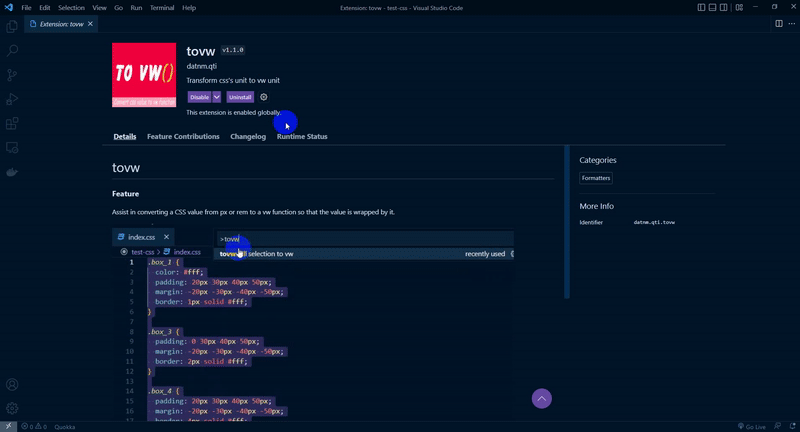 File Edit Selection View Go Run Terminal Help
Extension: tovw - test-css - Visual Studio Code
Extension: tovw
TO VW()
Convert css value to vw function
tovw v1.1.0
datnm.qti
Transform css's unit to vw unit
Disable Uninstall
This extension is enabled globally.
Details Feature Contributions Changelog Runtime Status
tovw
Feature
Assist in converting a CSS value from px or rem to a vw function so that the value is wrapped by it.
index.css
>tovw
test-css > index.css
selection to vw recently used
1 .box_1 {
2 color: #fff;
3 padding: 20px 30px 40px 50px;
4 margin: -20px -30px -40px -50px;
5 border: 1px solid #fff;
6 }
7
8 .box_3 {
9 padding: 0 30px 40px 50px;
10 margin: -20px -30px -40px -50px;
11 border: 2px solid #fff;
12 }
13
14 .box_4 {
15 padding: 20px 30px 40px 50px;
16 margin: -20px -30px -40px -50px;
17 border: 4px solid #fff;
Categories
Formatters
More Info
Identifier datnm.qti.tovw
0 0 Quokka
Go Live